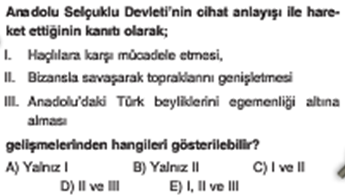 Anadolu Selçuklu Devleti'nin cihat anlayışı ile hare-
ket ettiğinin kanıtı olarak;
I. Haçlılara karşı mücadele etmesi,
II. Bizansla savaşarak topraklarını genişletmesi
III. Anadolu'daki Türk beyliklerini egemenliği altına
alması
gelişmelerinden hangileri gösterilebilir?
A) Yalnız I B) Yalnız II C) I ve II
D) II ve III E) I, II ve III